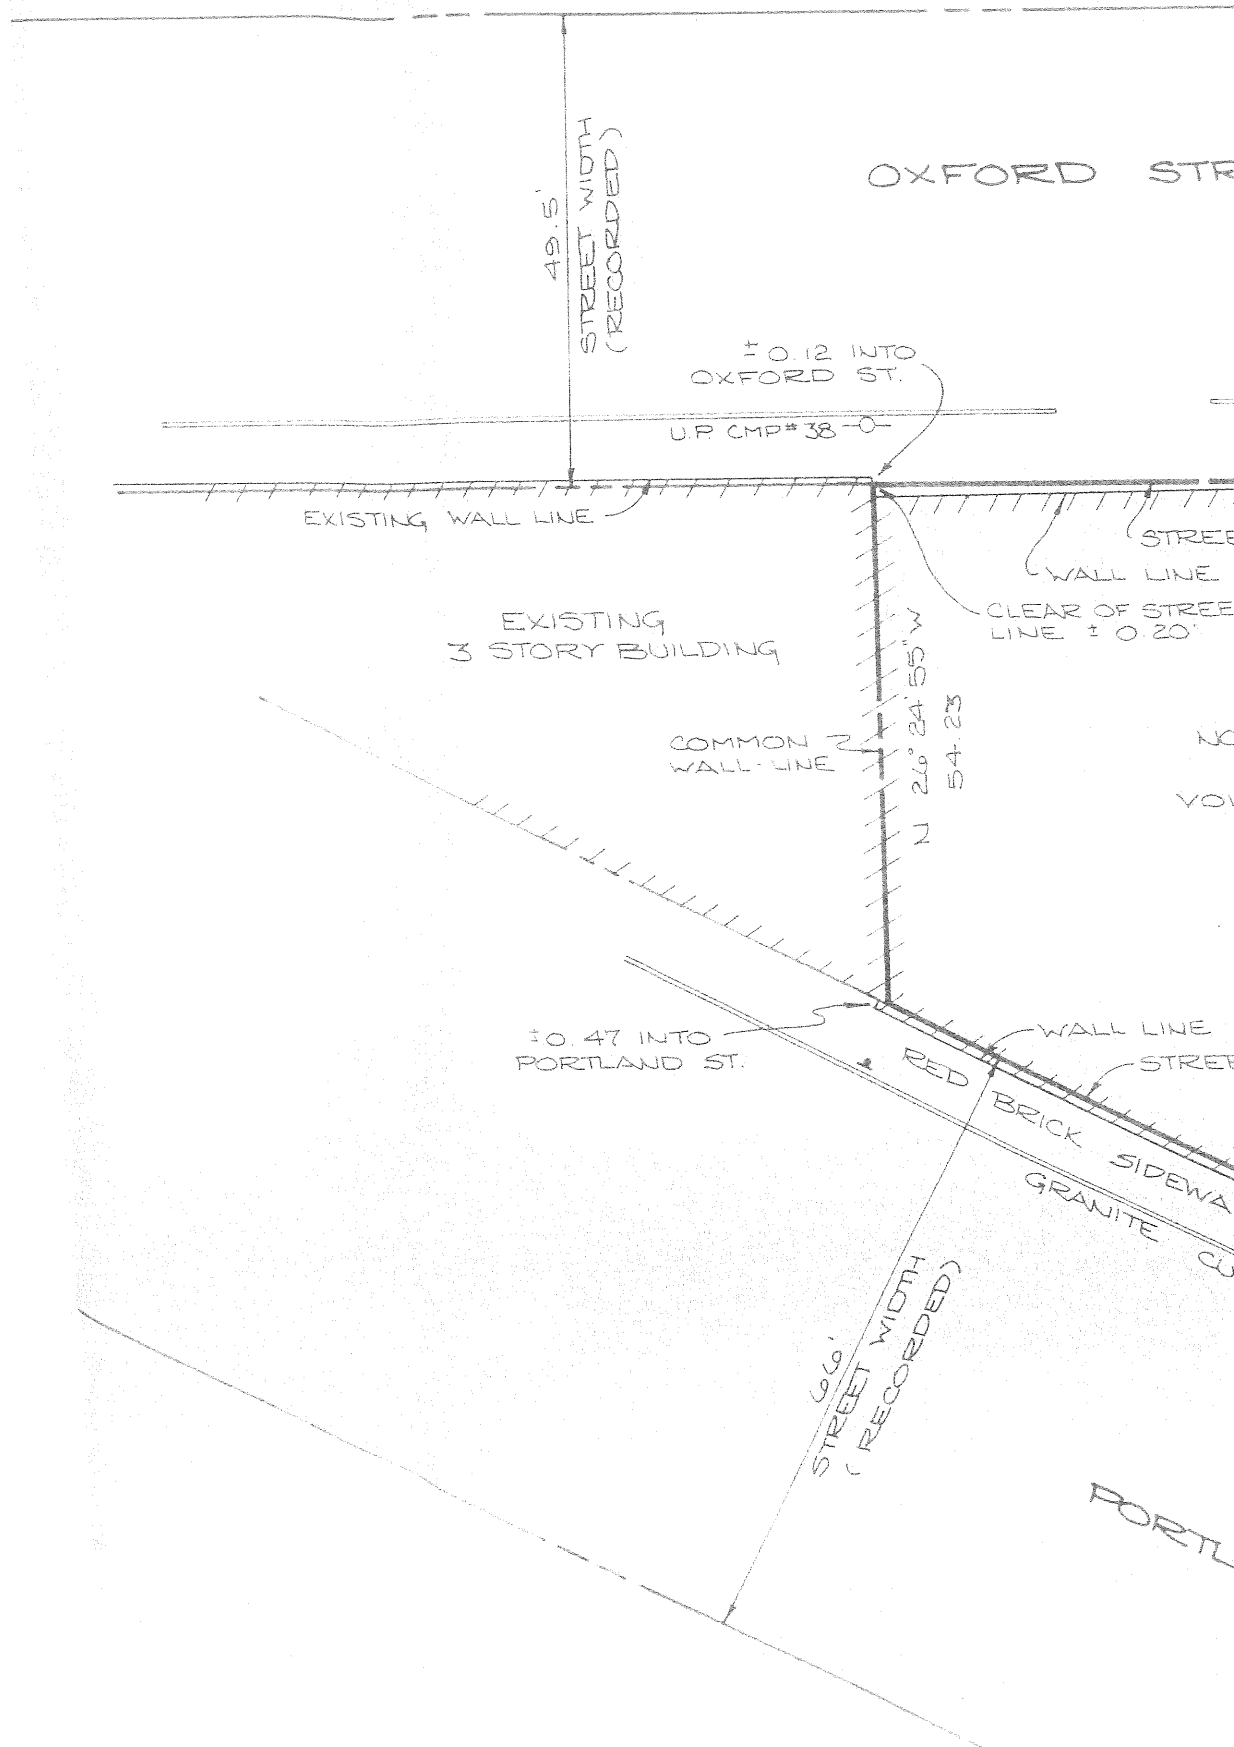 OXFORD STR
49.5'
STREET WIDTH
(RECORDED)
± 0.12 INTO
OXFORD ST.
U.P. CMP#38
EXISTING WALL LINE
STREE
WALL LINE
CLEAR OF STREE
LINE ± 0.20'
EXISTING
3 STORY BUILDING
N 26° 24' 55" W
54.23
COMMON
WALL-LINE
NO
VOL
±0.47 INTO
PORTLAND ST.
WALL LINE
STREE
RED BRICK SIDEWA
GRANITE CU
66'
STREET WIDTH
(RECORDED)
PORTL